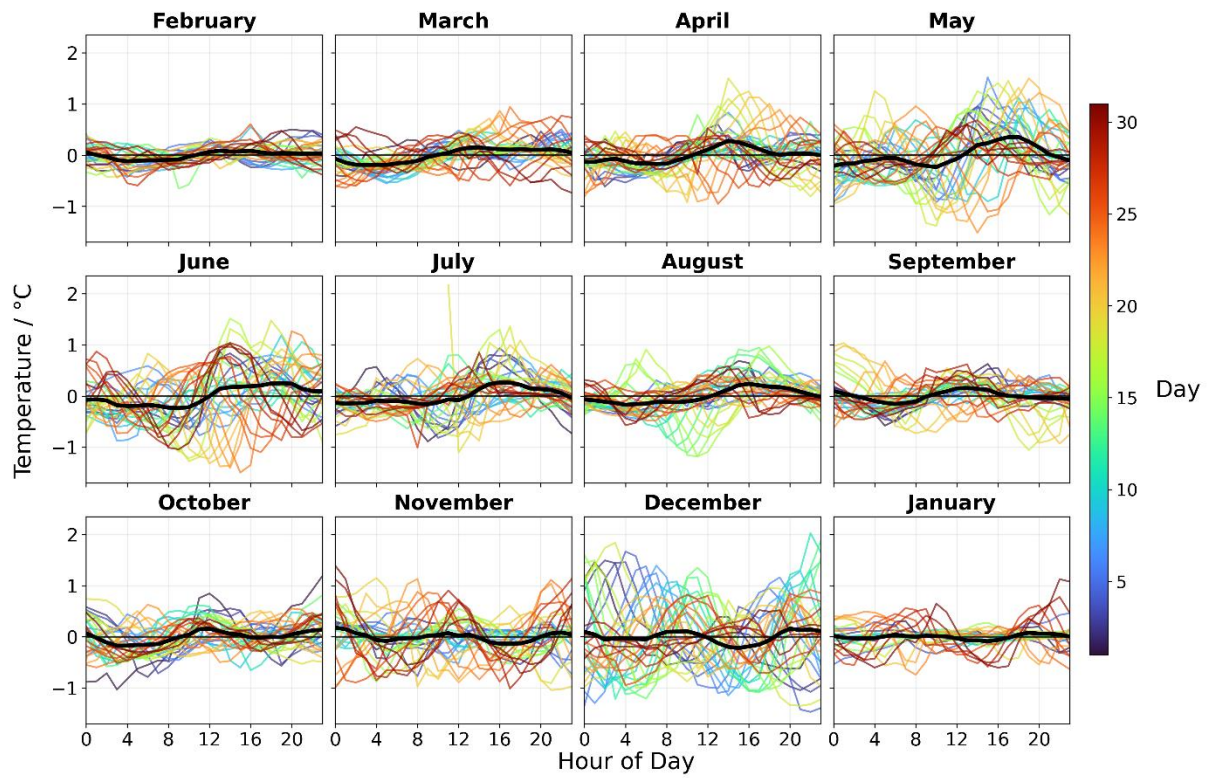 February March April May
2
1
0
−1
June July August September
2
1
0
−1
October November December January
2
1
0
−1
0 4 8 12 16 20 0 4 8 12 16 20 0 4 8 12 16 20 0 4 8 12 16 20
Hour of Day
Temperature / °C
30
25
20
15
10
5
Day